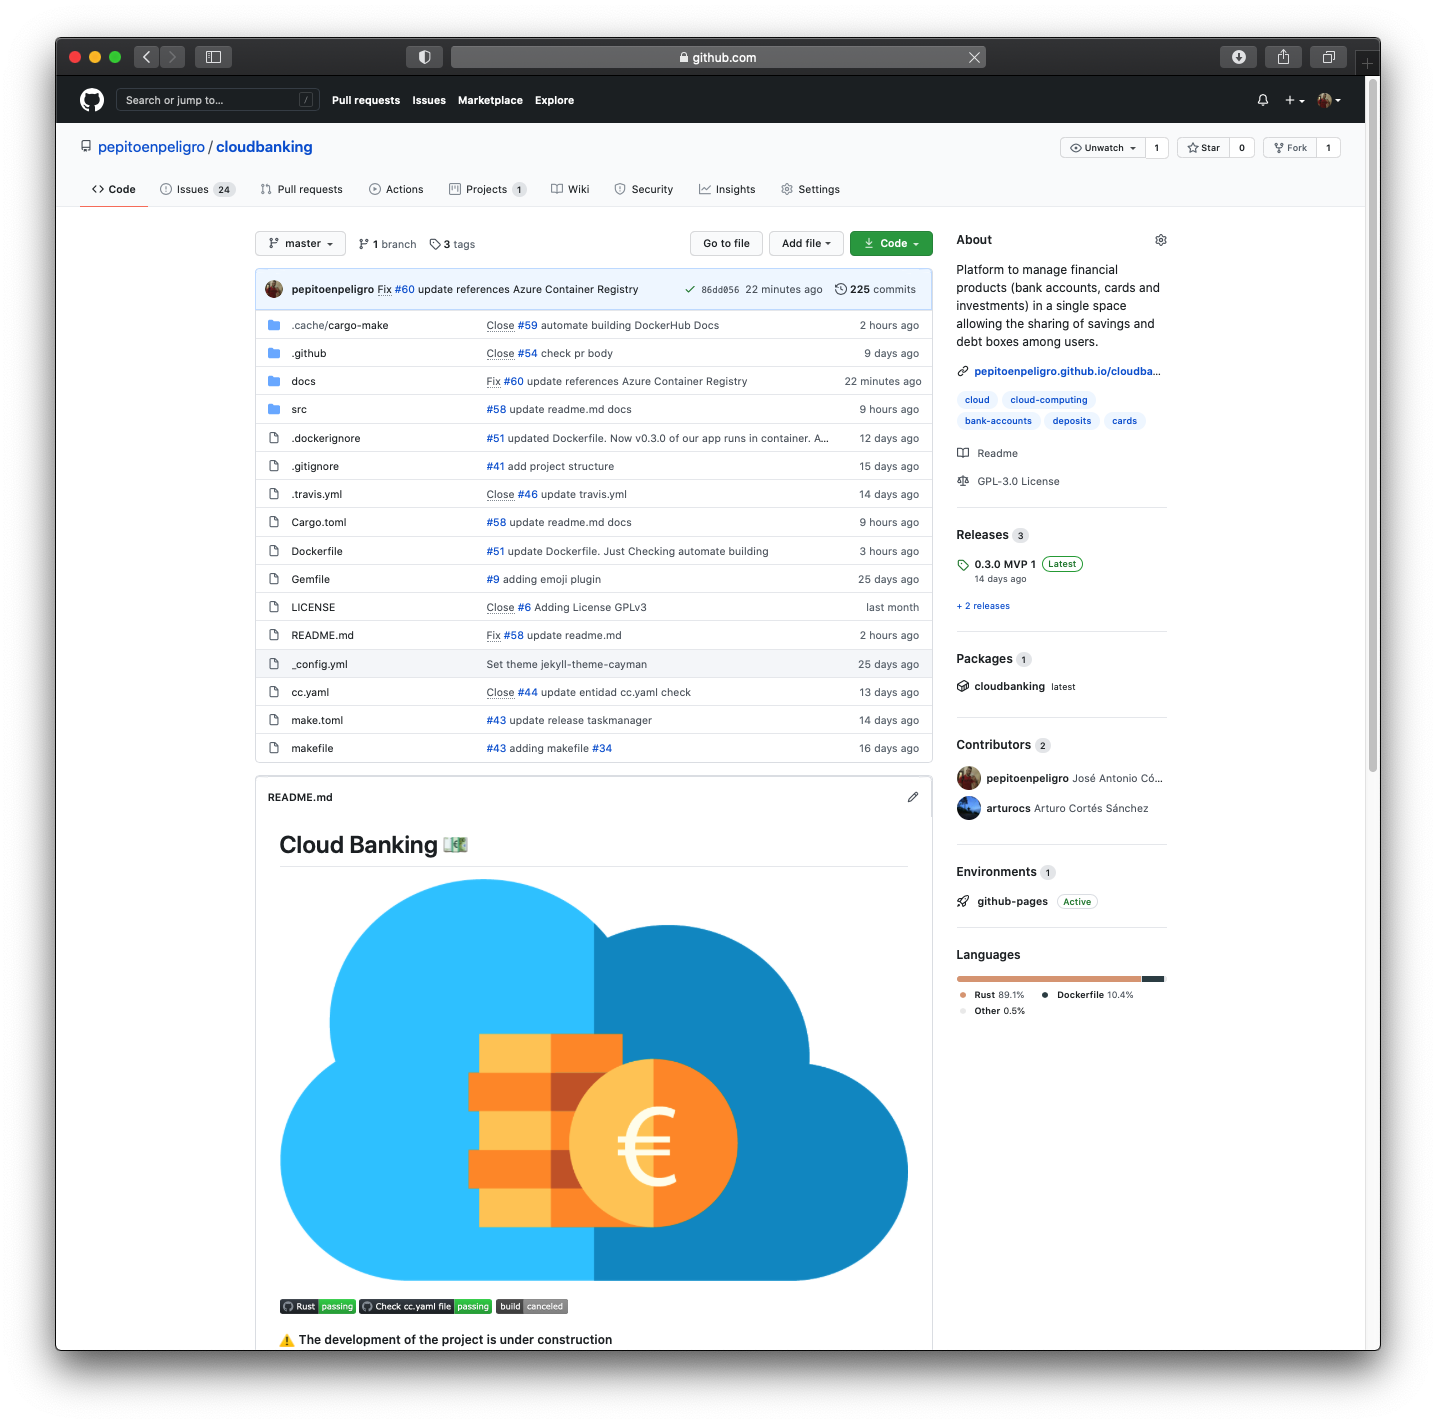 github.com
Search or jump to... /
Pull requests Issues Marketplace Explore
pepitoenpeligro / cloudbanking
Unwatch 1 Star 0 Fork 1
Code Issues 24 Pull requests Actions Projects 1 Wiki Security Insights Settings
master 1 branch 3 tags Go to file Add file Code
pepitoenpeligro Fix #60 update references Azure Container Registry 86dd056 22 minutes ago 225 commits
.cache/cargo-make Close #59 automate building DockerHub Docs 2 hours ago
.github Close #54 check pr body 9 days ago
docs Fix #60 update references Azure Container Registry 22 minutes ago
src #58 update readme.md docs 9 hours ago
.dockerignore #51 updated Dockerfile. Now v0.3.0 of our app runs in container. A... 12 days ago
.gitignore #41 add project structure 15 days ago
.travis.yml Close #46 update travis.yml 14 days ago
Cargo.toml #58 update readme.md docs 9 hours ago
Dockerfile #51 update Dockerfile. Just Checking automate building 3 hours ago
Gemfile #9 adding emoji plugin 25 days ago
LICENSE Close #6 Adding License GPLv3 last month
README.md Fix #58 update readme.md 2 hours ago
_config.yml Set theme jekyll-theme-cayman 25 days ago
cc.yaml Close #44 update entidad cc.yaml check 13 days ago
make.toml #43 update release taskmanager 14 days ago
makefile #43 adding makefile #34 16 days ago
README.md
Cloud Banking
€
Rust passing Check cc.yaml file passing build canceled
The development of the project is under construction
About
Platform to manage financial
products (bank accounts, cards and
investments) in a single space
allowing the sharing of savings and
debt boxes among users.
pepitoenpeligro.github.io/cloudba...
cloud cloud-computing
bank-accounts deposits cards
Readme
GPL-3.0 License
Releases 3
0.3.0 MVP 1 Latest
14 days ago
+ 2 releases
Packages 1
cloudbanking latest
Contributors 2
pepitoenpeligro José Antonio Có...
arturocs Arturo Cortés Sánchez
Environments 1
github-pages Active
Languages
Rust 89.1% Dockerfile 10.4%
Other 0.5%